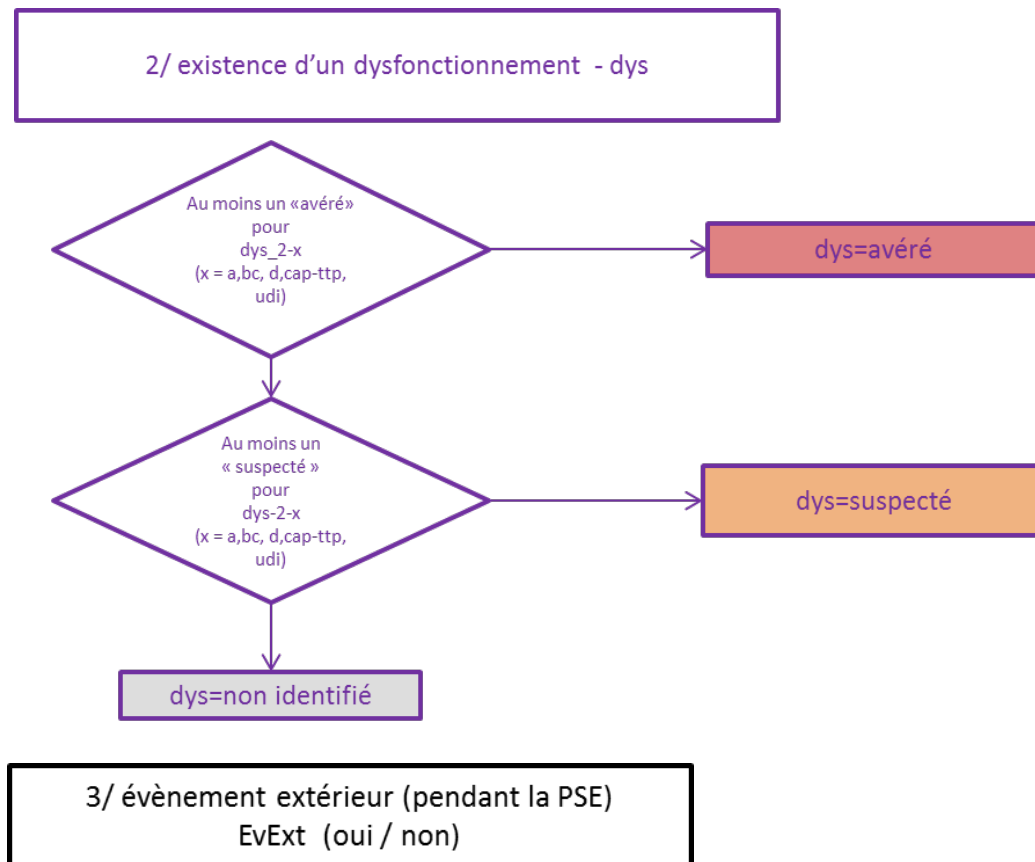 2/ existence d’un dysfonctionnement - dys
Au moins un «avéré»
pour
dys_2-x
(x = a,bc, d,cap-ttp,
udi)
dys=avéré
Au moins un
« suspecté »
pour
dys-2-x
(x = a,bc, d,cap-ttp,
udi)
dys=suspecté
dys=non identifié
3/ évènement extérieur (pendant la PSE)
EvExt (oui / non)